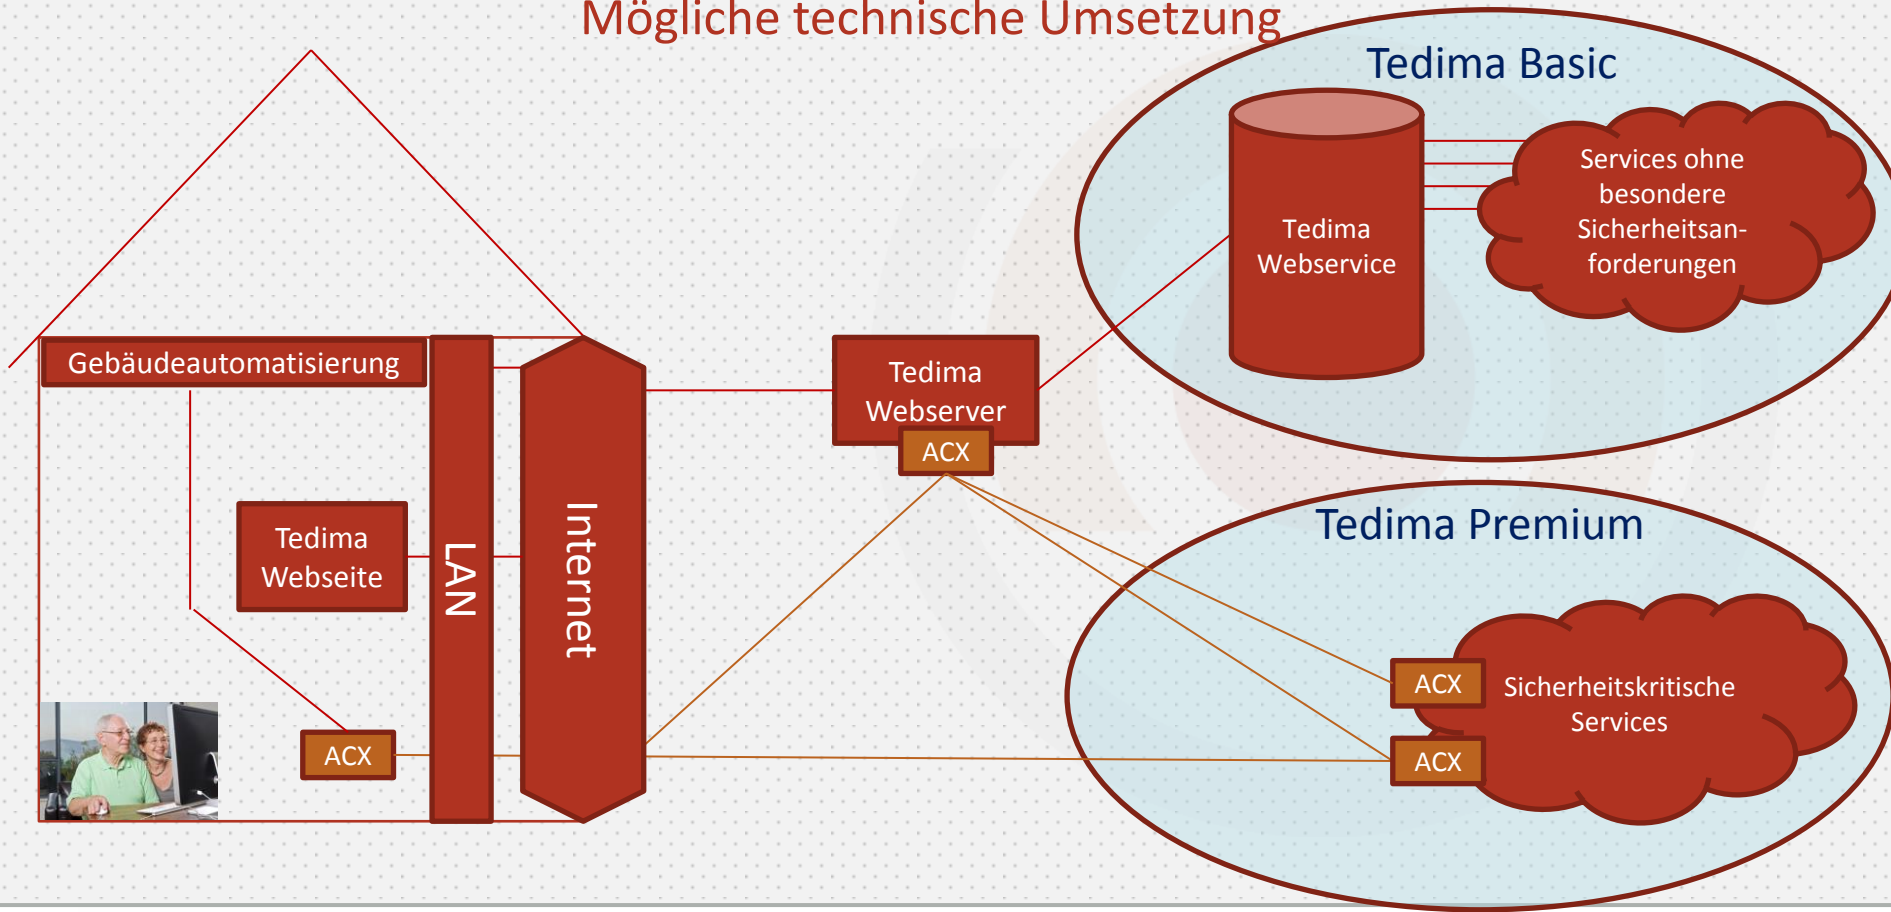 Mögliche technische Umsetzung
Tedima Basic
Tedima
Webservice
Services ohne
besondere
Sicherheitsan-
forderungen
Gebäudeautomatisierung
Tedima
Webseite
LAN
Internet
ACX
Tedima
Webserver
ACX
Tedima Premium
ACX
ACX
Sicherheitskritische
Services